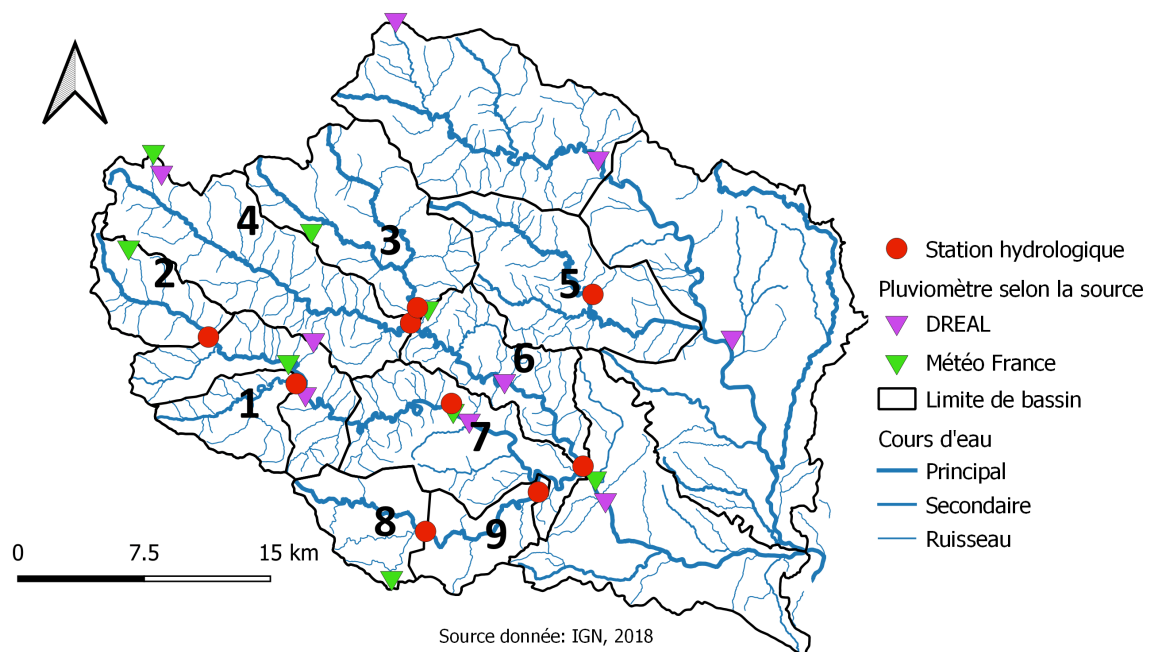 4
3
2
5
6
1
7
8
9
Station hydrologique
Pluviomètre selon la source
DREAL
Météo France
Limite de bassin
Cours d'eau
Principal
Secondaire
Ruisseau
0 7.5 15 km
Source donnée: IGN, 2018